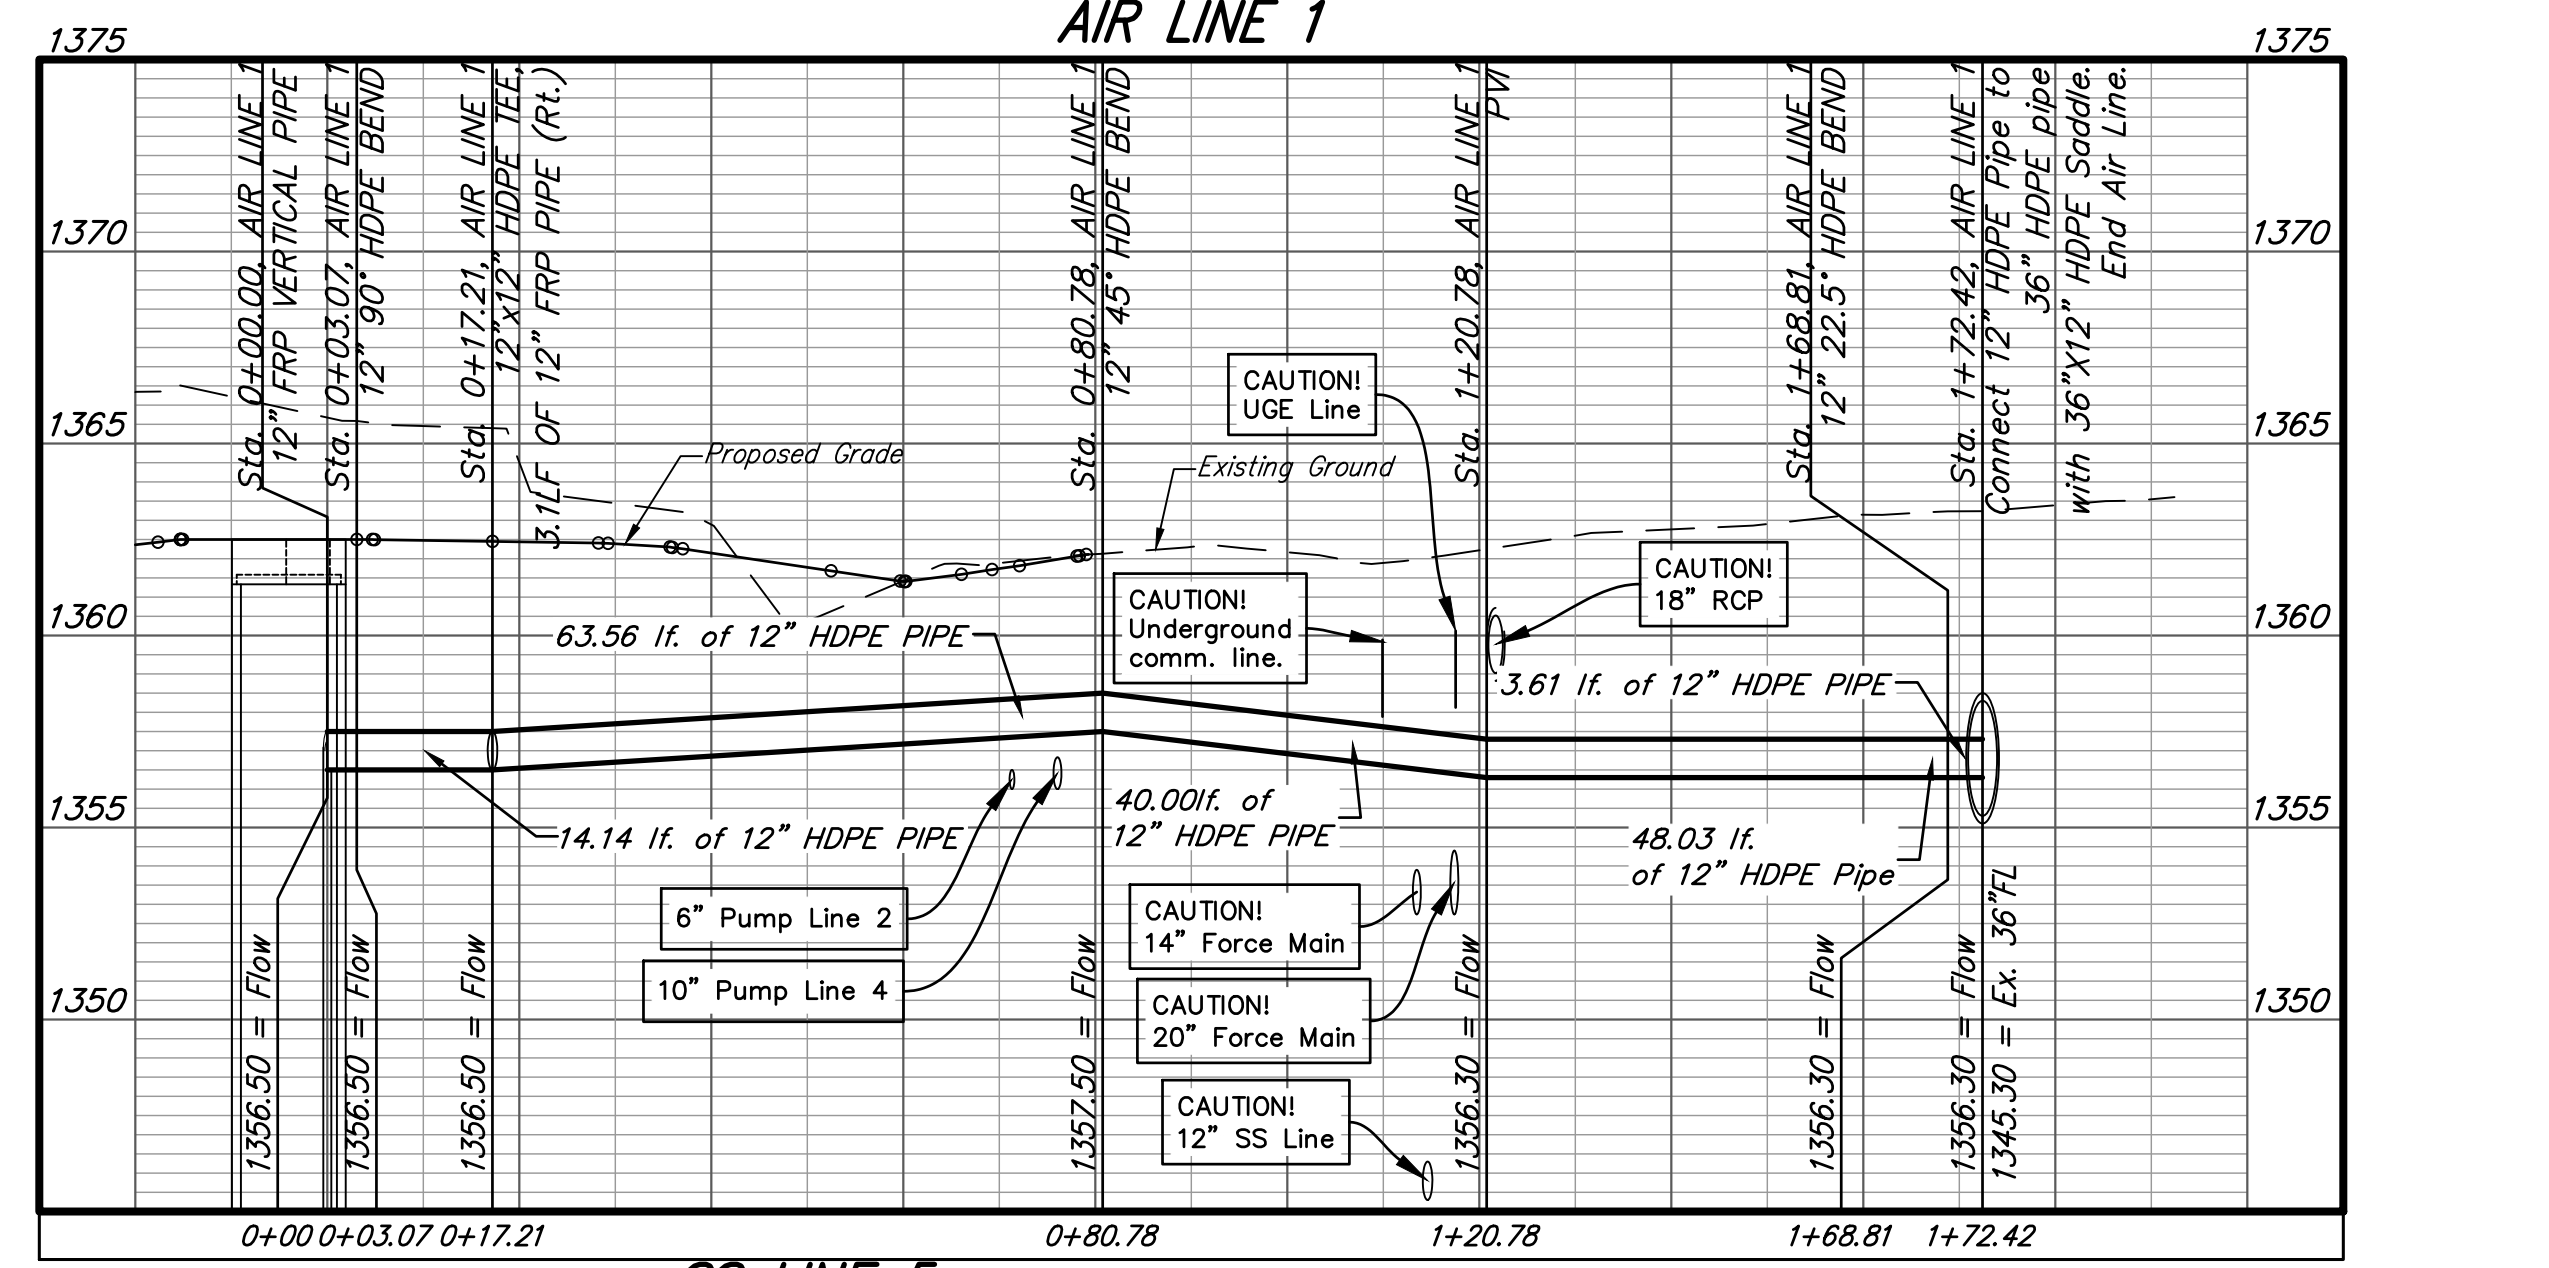 AIR LINE 1
1375
1375
1370
1370
1365
1365
1360
1360
1355
1355
1350
1350
Sta. 0+00.00, AIR LINE 1
12” FRP VERTICAL PIPE
Sta. 0+03.07, AIR LINE 1
12” 90° HDPE BEND
Sta. 0+17.21, AIR LINE 1
12”x12” HDPE TEE,
3.1LF OF 12” FRP PIPE (Rt.)
Sta. 0+80.78, AIR LINE 1
12” 45° HDPE BEND
Sta. 1+20.78, AIR LINE 1
PVI
Sta. 1+68.81, AIR LINE 1
12” 22.5° HDPE BEND
Sta. 1+72.42, AIR LINE 1
Connect 12” HDPE Pipe to
36” HDPE pipe
with 36”X12” HDPE Saddle.
End Air Line.
Proposed Grade
Existing Ground
CAUTION!
UGE Line
CAUTION!
Underground
comm. line.
CAUTION!
18” RCP
63.56 lf. of 12” HDPE PIPE
3.61 lf. of 12” HDPE PIPE
14.14 lf. of 12” HDPE PIPE
40.00lf. of
12” HDPE PIPE
48.03 lf.
of 12” HDPE Pipe
6” Pump Line 2
10” Pump Line 4
CAUTION!
14” Force Main
CAUTION!
20” Force Main
CAUTION!
12” SS Line
1356.50 = Flow
1356.50 = Flow
1356.50 = Flow
1357.50 = Flow
1356.30 = Flow
1356.30 = Flow
1356.30 = Flow
1345.30 = Ex. 36”FL
0+00
0+03.07
0+17.21
0+80.78
1+20.78
1+68.81
1+72.42